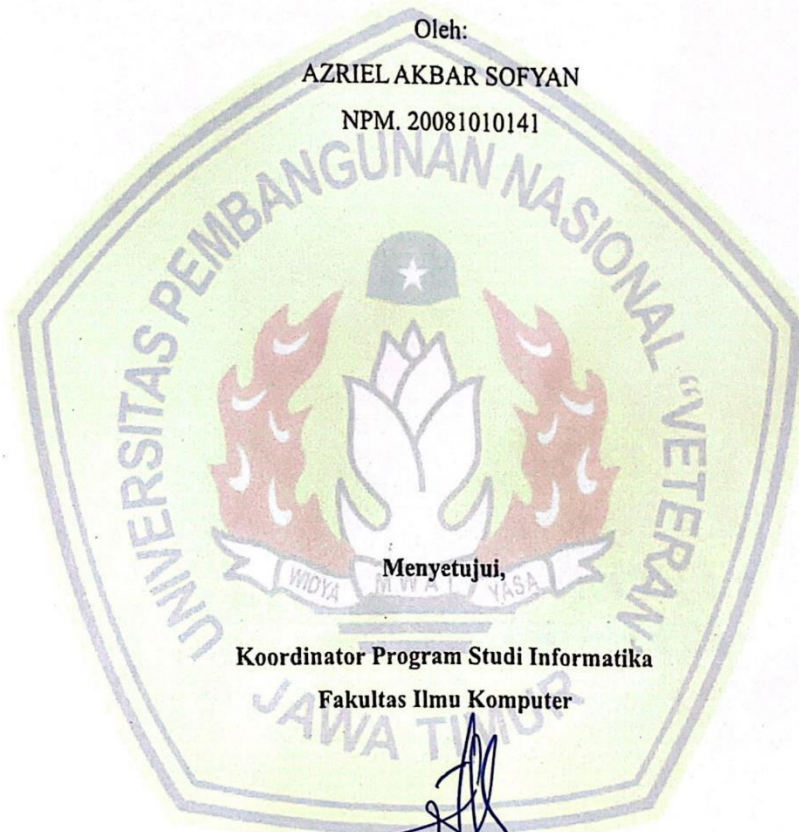 Oleh:
AZRIEL AKBAR SOFYAN
NPM. 20081010141
UNIVERSITAS PEMBANGUNAN NASIONAL "VETERAN"
JAWA TIMUR
WIDYA MWAT YASA
Menyetujui,
Koordinator Program Studi Informatika
Fakultas Ilmu Komputer